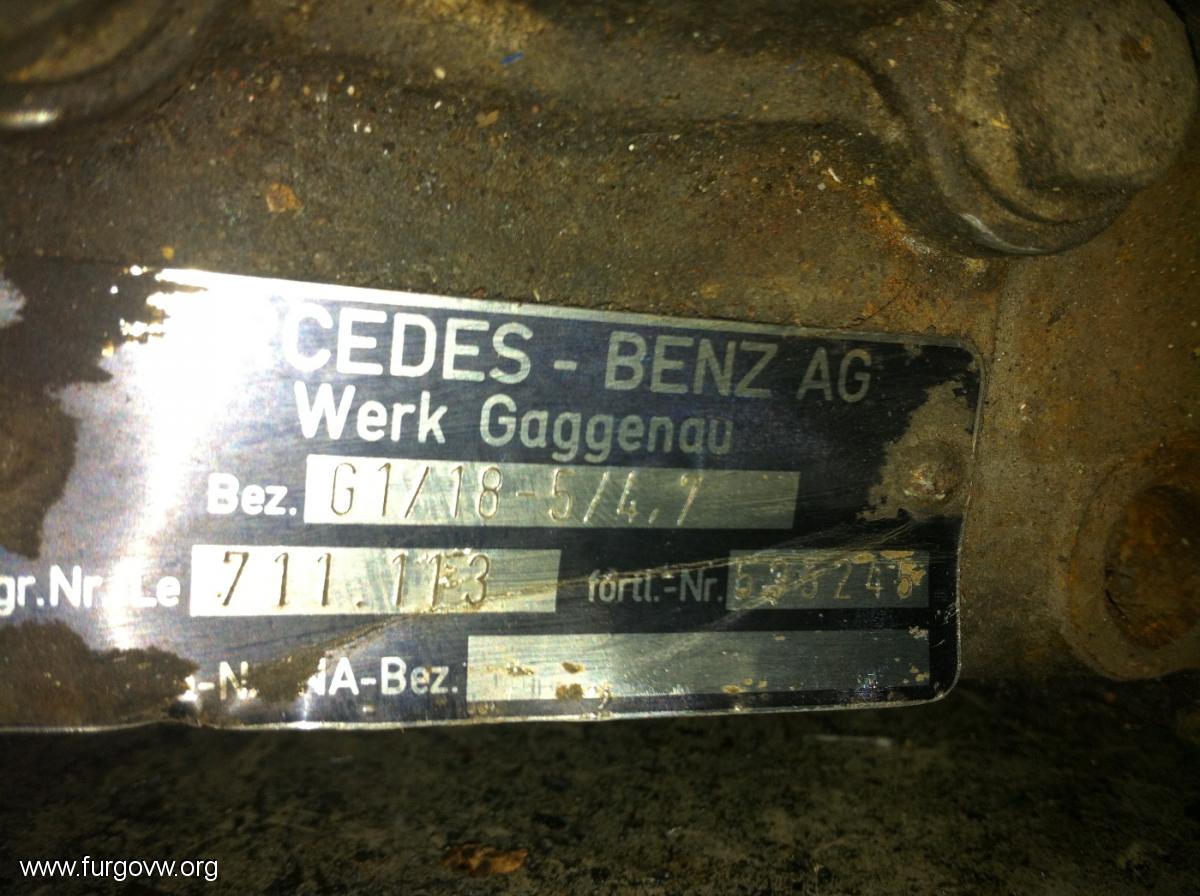 CEDES - BENZ AG
Werk Gaggenau
Bez. G1/18-5/4,7
gr.Nr. Le 711.113 fortl.-Nr.
NA-Bez.
www.furgovw.org